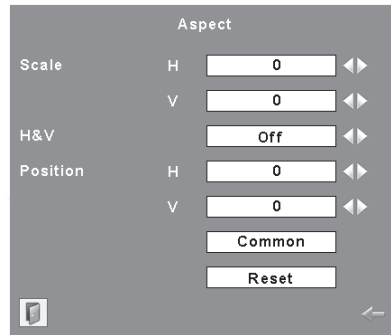 Aspect
Scale H 0
V 0
H&V Off
Position H 0
V 0
Common
Reset